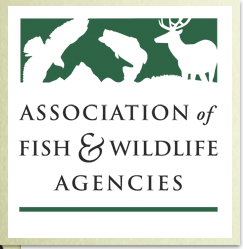 ASSOCIATION of
FISH & WILDLIFE
AGENCIES